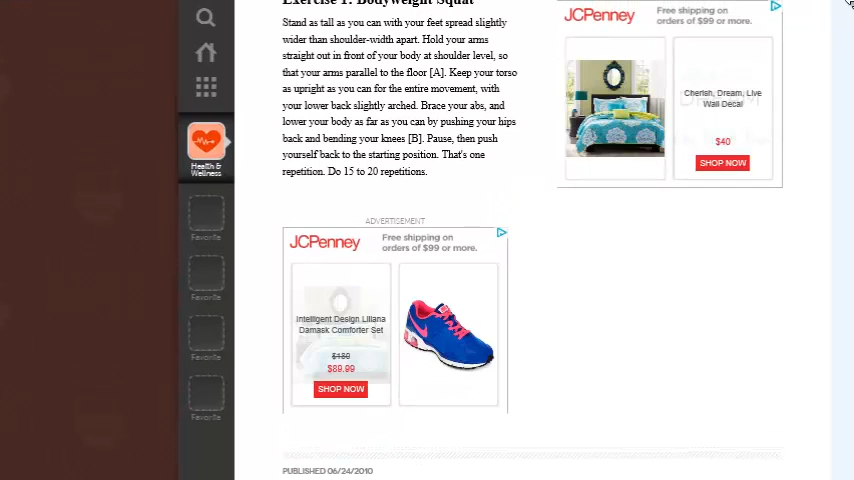 Exercise 1: Bodyweight Squat
Stand as tall as you can with your feet spread slightly
wider than shoulder-width apart. Hold your arms
straight out in front of your body at shoulder level, so
that your arms parallel to the floor [A]. Keep your torso
as upright as you can for the entire movement, with
your lower back slightly arched. Brace your abs, and
lower your body as far as you can by pushing your hips
back and bending your knees [B]. Pause, then push
yourself back to the starting position. That's one
repetition. Do 15 to 20 repetitions.
JCPenney
Free shipping on
orders of $99 or more.
Cherish, Dream, Live
Wall Decal
$40
SHOP NOW
Health &
Wellness
Favorite
Favorite
Favorite
Favorite
ADVERTISEMENT
JCPenney
Free shipping on
orders of $99 or more.
Intelligent Design Liliana
Damask Comforter Set
$89.99
SHOP NOW
PUBLISHED 06/24/2010